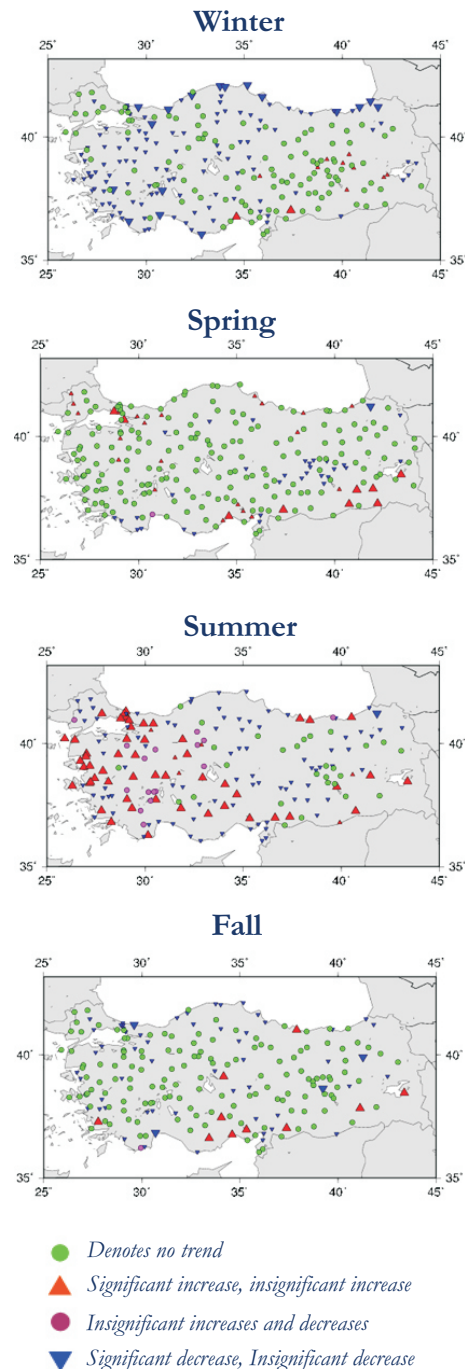 Winter
25˚ 30˚ 35˚ 40˚ 45˚
40˚ 40˚
35˚ 35˚
25˚ 30˚ 35˚ 40˚ 45˚
Spring
25˚ 30˚ 35˚ 40˚ 45˚
40˚ 40˚
35˚ 35˚
25˚ 30˚ 35˚ 40˚ 45˚
Summer
25˚ 30˚ 35˚ 40˚ 45˚
40˚ 40˚
35˚ 35˚
25˚ 30˚ 35˚ 40˚ 45˚
Fall
25˚ 30˚ 35˚ 40˚ 45˚
40˚ 40˚
35˚ 35˚
25˚ 30˚ 35˚ 40˚ 45˚
Denotes no trend
Significant increase, insignificant increase
Insignificant increases and decreases
Significant decrease, Insignificant decrease